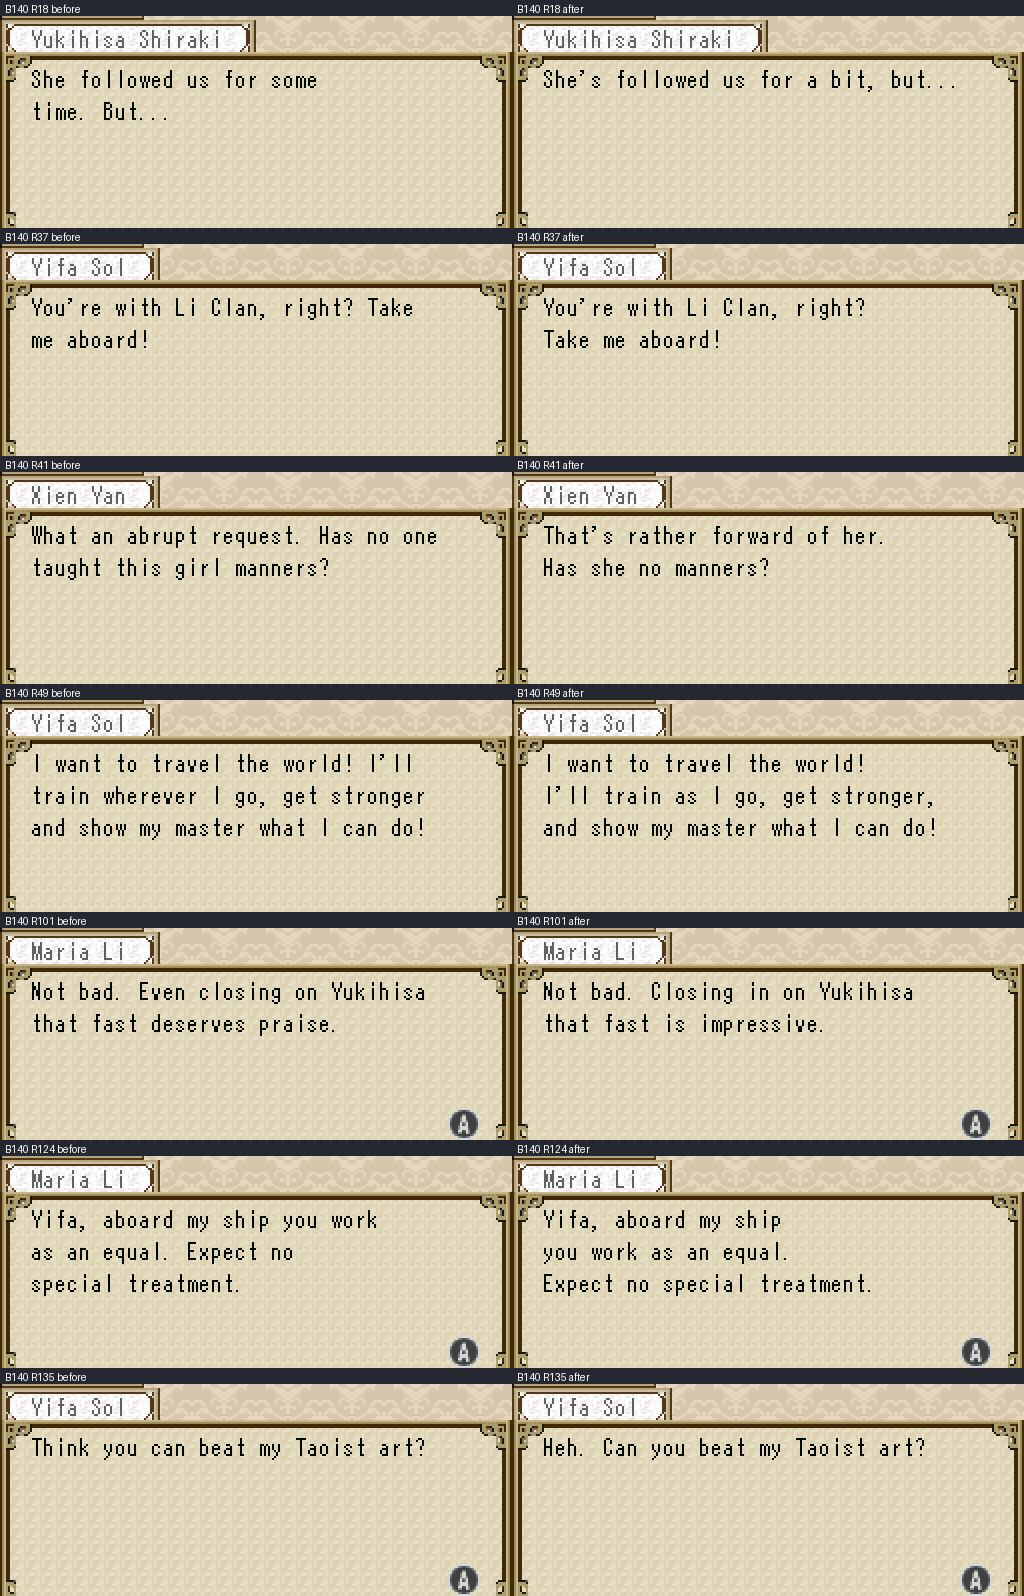 B140 R18 before
Yukihisa Shiraki
She followed us for some
time. But...
B140 R18 after
Yukihisa Shiraki
She's followed us for a bit, but...
B140 R37 before
Yifa Sol
You're with Li Clan, right? Take
me aboard!
B140 R37 after
Yifa Sol
You're with Li Clan, right?
Take me aboard!
B140 R41 before
Xien Yan
What an abrupt request. Has no one
taught this girl manners?
B140 R41 after
Xien Yan
That's rather forward of her.
Has she no manners?
B140 R49 before
Yifa Sol
I want to travel the world! I'll
train wherever I go, get stronger
and show my master what I can do!
B140 R49 after
Yifa Sol
I want to travel the world!
I'll train as I go, get stronger,
and show my master what I can do!
B140 R101 before
Maria Li
Not bad. Even closing on Yukihisa
that fast deserves praise.
A
B140 R101 after
Maria Li
Not bad. Closing in on Yukihisa
that fast is impressive.
A
B140 R124 before
Maria Li
Yifa, aboard my ship you work
as an equal. Expect no
special treatment.
A
B140 R124 after
Maria Li
Yifa, aboard my ship
you work as an equal.
Expect no special treatment.
A
B140 R135 before
Yifa Sol
Think you can beat my Taoist art?
A
B140 R135 after
Yifa Sol
Heh. Can you beat my Taoist art?
A